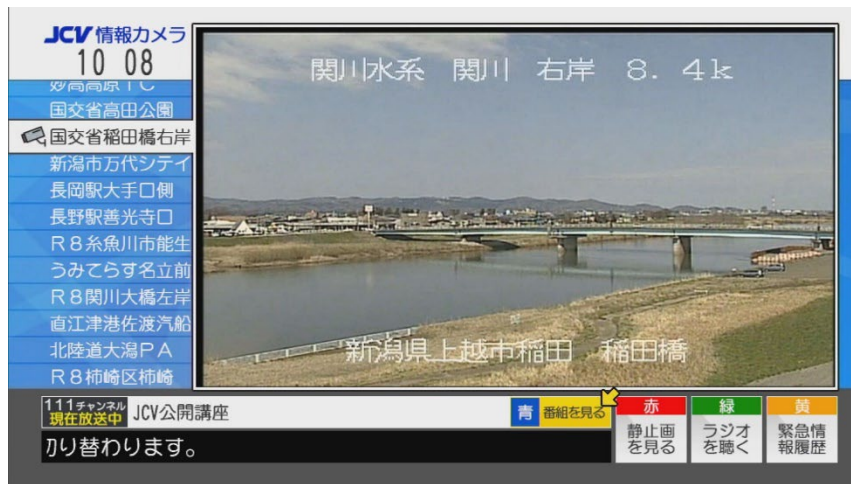 JCV 情報カメラ
10 08
妙高高原IC
国交省高田公園
国交省稲田橋右岸
新潟市万代シテイ
長岡駅大手口側
長野駅善光寺口
R8糸魚川市能生
うみてらす名立前
R8関川大橋左岸
直江津港佐渡汽船
北陸道大潟PA
R8柿崎区柿崎
関川水系 関川 右岸 8.4k
新潟県上越市稲田 稲田橋
111チャンネル
現在放送中
JCV公開講座
青 番組を見る
り替わります。
赤
静止画
を見る
緑
ラジオ
を聴く
黄
緊急情
報履歴